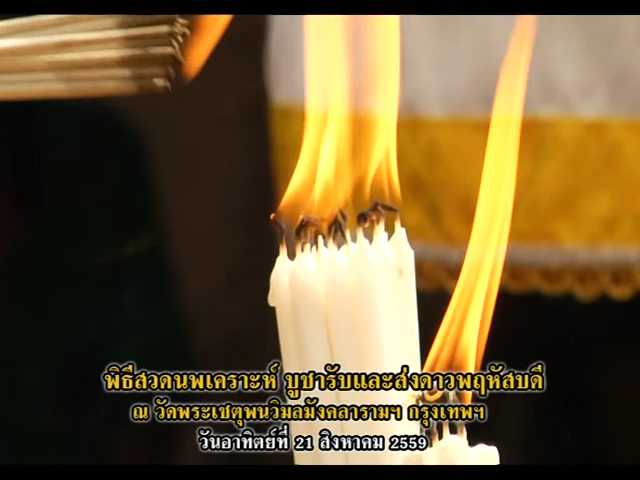 พิธีสวดนพเคราะห์ บูชารับและส่งดาวพฤหัสบดี
ณ วัดพระเชตุพนวิมลมังคลารามฯ กรุงเทพฯ
วันอาทิตย์ที่ 21 สิงหาคม 2559